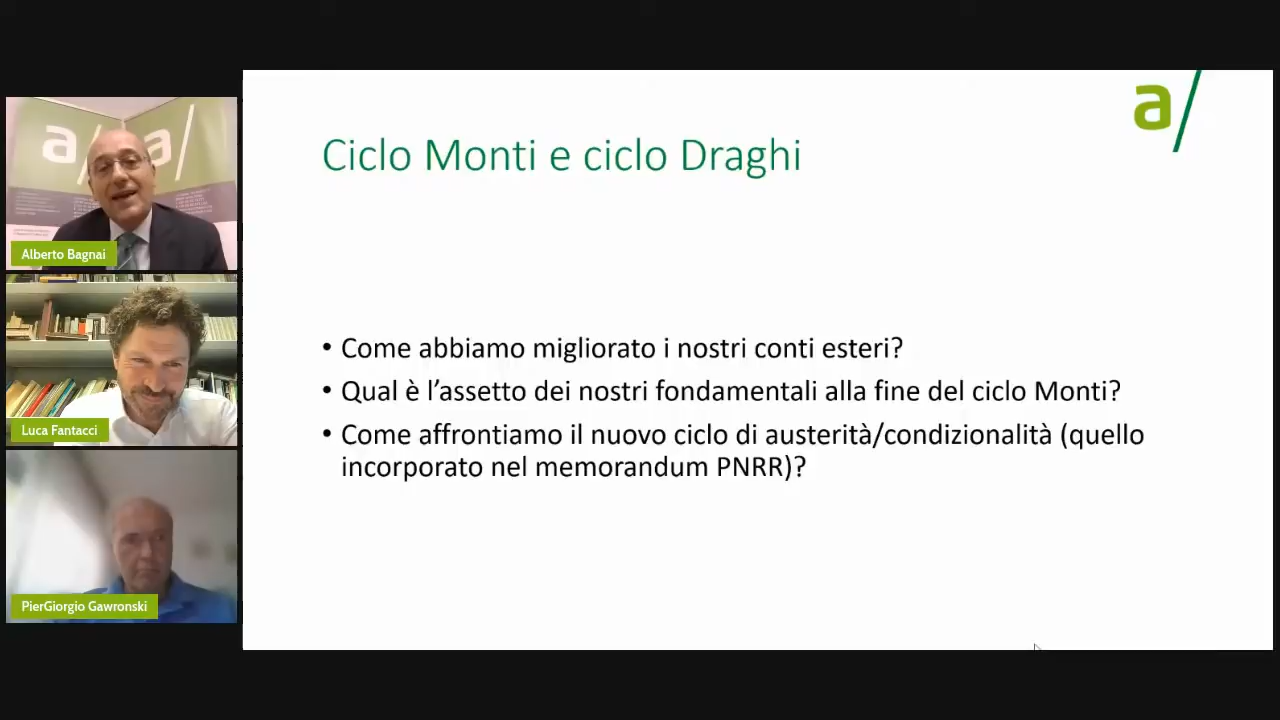 a/
Ciclo Monti e ciclo Draghi
a/
a/
Alberto Bagnai
• Come abbiamo migliorato i nostri conti esteri?
• Qual è l'assetto dei nostri fondamentali alla fine del ciclo Monti?
• Come affrontiamo il nuovo ciclo di austerità/condizionalità (quello
incorporato nel memorandum PNRR)?
Luca Fantacci
PierGiorgio Gawronski